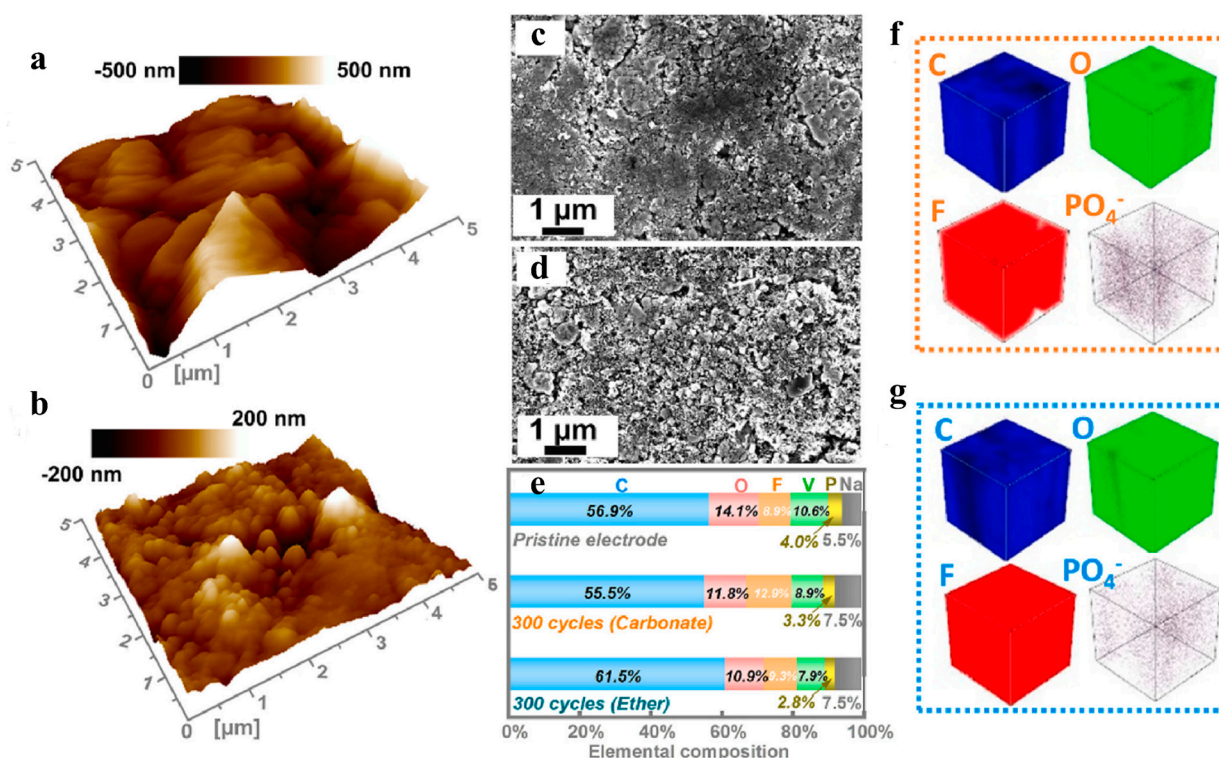 a
-500 nm 500 nm
5
4
3
2
1
0
[µm]
1
2
3
4
5
b
200 nm
-200 nm
5
4
3
2
1
0
[µm]
1
2
3
4
5
c
1 µm
d
1 µm
e
C O F V P Na
56.9% 14.1% 8.9% 10.6%
Pristine electrode 4.0% 5.5%
55.5% 11.8% 12.9% 8.9%
300 cycles (Carbonate) 3.3% 7.5%
61.5% 10.9% 9.3% 7.9%
300 cycles (Ether) 2.8% 7.5%
0% 20% 40% 60% 80% 100%
Elemental composition
f
C O
F PO₄⁻
g
C O
F PO₄⁻